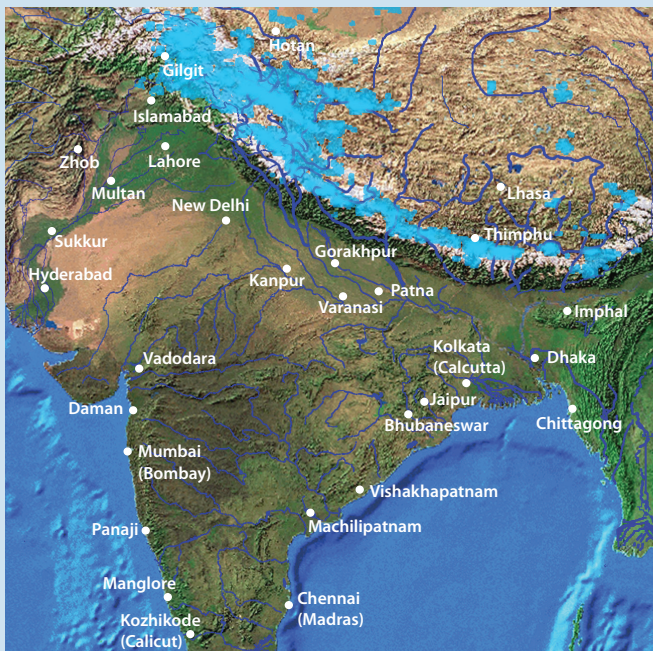 Hotan
Gilgit
Islamabad
Zhob
Lahore
Multan
Lhasa
New Delhi
Sukkur
Thimphu
Gorakhpur
Hyderabad
Kanpur
Patna
Varanasi
Imphal
Vadodara
Kolkata
(Calcutta)
Dhaka
Daman
Jaipur
Bhubaneswar
Chittagong
Mumbai
(Bombay)
Vishakhapatnam
Machilipatnam
Panaji
Manglore
Chennai
(Madras)
Kozhikode
(Calicut)